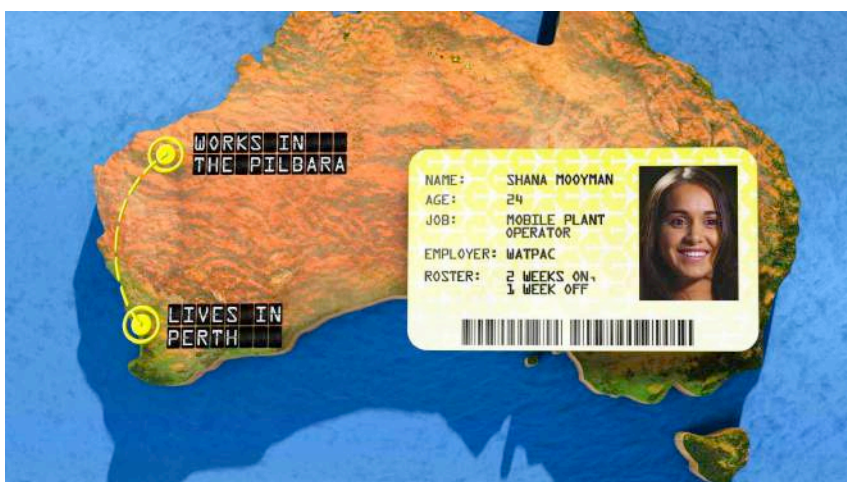 WORKS IN
THE PILBARA
LIVES IN
PERTH
NAME: SHANA MOOYMAN
AGE: 24
JOB: MOBILE PLANT
OPERATOR
EMPLOYER: WATPAC
ROSTER: 2 WEEKS ON,
1 WEEK OFF